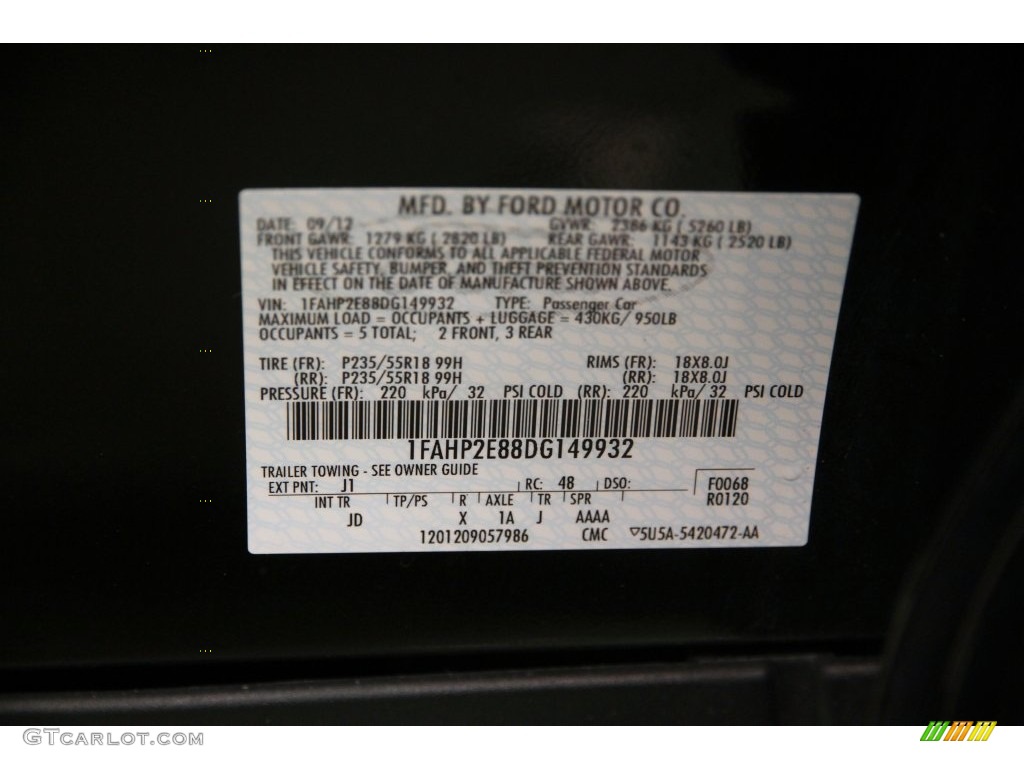 MFD. BY FORD MOTOR CO.
DATE: 09/12 GVWR: 2386 KG ( 5260 LB)
FRONT GAWR: 1279 KG ( 2820 LB) REAR GAWR: 1143 KG ( 2520 LB)
THIS VEHICLE CONFORMS TO ALL APPLICABLE FEDERAL MOTOR
VEHICLE SAFETY, BUMPER, AND THEFT PREVENTION STANDARDS
IN EFFECT ON THE DATE OF MANUFACTURE SHOWN ABOVE.
VIN: 1FAHP2E88DG149932 TYPE: Passenger Car
MAXIMUM LOAD = OCCUPANTS + LUGGAGE = 430KG/ 950LB
OCCUPANTS = 5 TOTAL; 2 FRONT, 3 REAR
TIRE (FR): P235/55R18 99H RIMS (FR): 18X8.0J
(RR): P235/55R18 99H (RR): 18X8.0J
PRESSURE (FR): 220 kPa/ 32 PSI COLD (RR): 220 kPa/ 32 PSI COLD
1FAHP2E88DG149932
TRAILER TOWING - SEE OWNER GUIDE
EXT PNT: J1 RC: 48 DSO: F0068
INT TR TP/PS R AXLE TR SPR R0120
JD X 1A J AAAA
1201209057986 CMC ▽5U5A-5420472-AA
GTcarlot.com